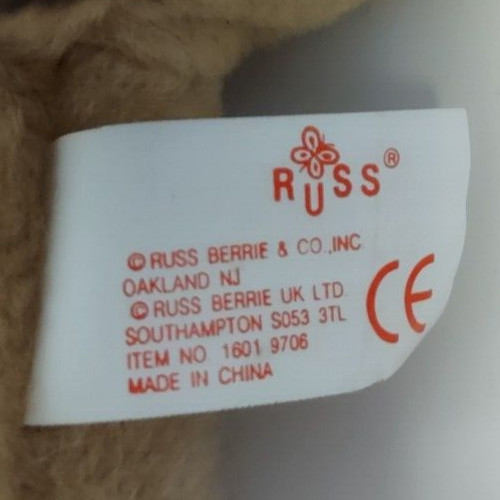 RUSS®
© RUSS BERRIE & CO.,INC
OAKLAND NJ
© RUSS BERRIE UK LTD
SOUTHAMPTON S053 3TL
ITEM NO 1601 9706
MADE IN CHINA
CE